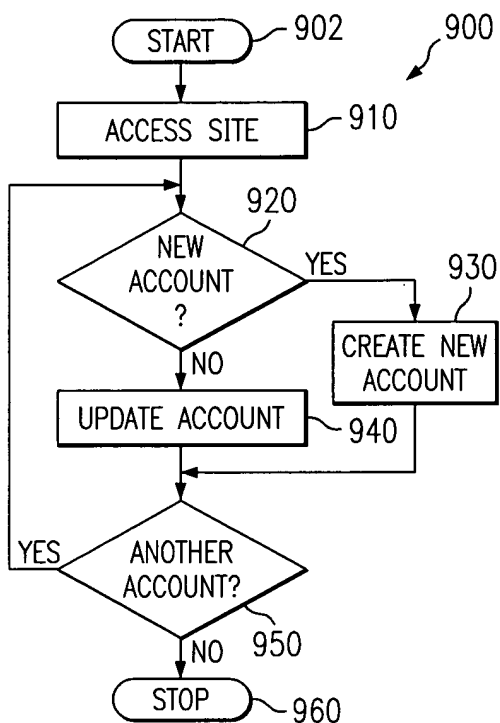 START
902
900
ACCESS SITE
910
920
NEW
ACCOUNT
?
YES
930
CREATE NEW
ACCOUNT
NO
UPDATE ACCOUNT
940
YES
ANOTHER
ACCOUNT?
950
NO
STOP
960